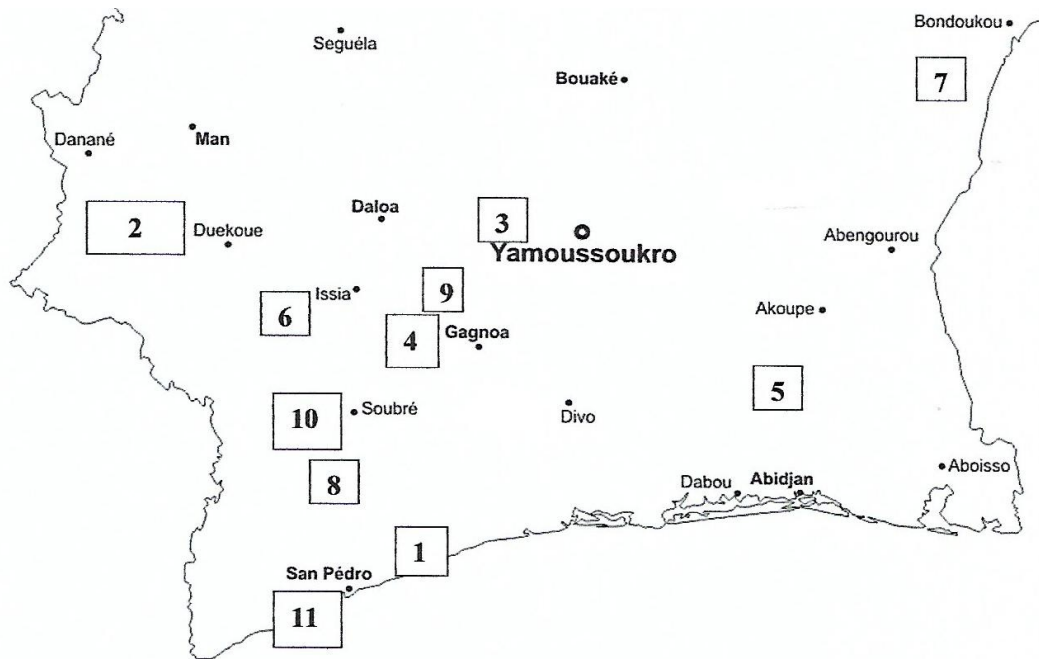 Bondoukou
Seguéla
Bouaké
7
Man
Danané
Daloa
2
3
Duekoue
Yamoussoukro
Abengourou
Issia
9
6
Akoupe
4
Gagnoa
5
10
Soubré
Divo
Aboisso
8
Dabou
Abidjan
1
San Pédro
11